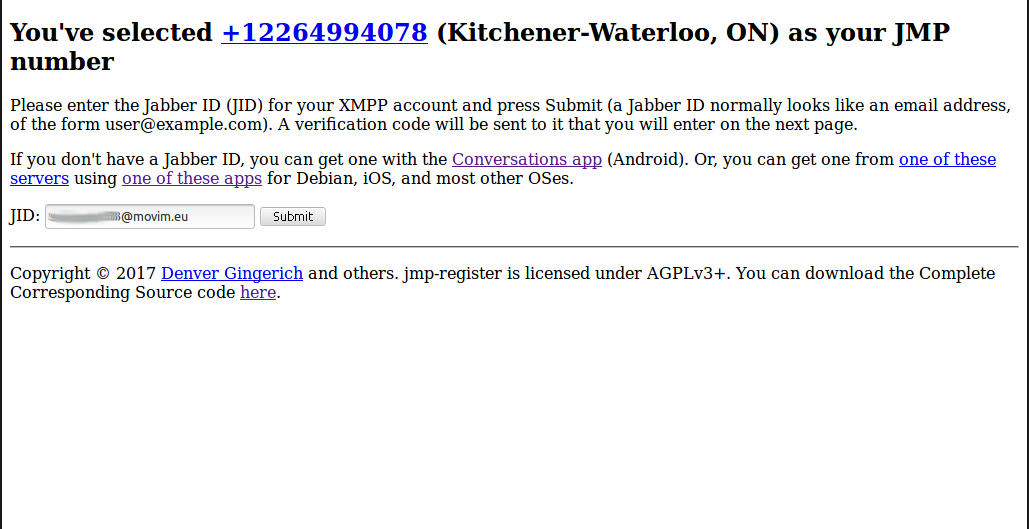 You've selected +12264994078 (Kitchener-Waterloo, ON) as your JMP
number
Please enter the Jabber ID (JID) for your XMPP account and press Submit (a Jabber ID normally looks like an email address,
of the form user@example.com). A verification code will be sent to it that you will enter on the next page.
If you don't have a Jabber ID, you can get one with the Conversations app (Android). Or, you can get one from one of these
servers using one of these apps for Debian, iOS, and most other OSes.
JID: @movim.eu Submit
Copyright © 2017 Denver Gingerich and others. jmp-register is licensed under AGPLv3+. You can download the Complete
Corresponding Source code here.